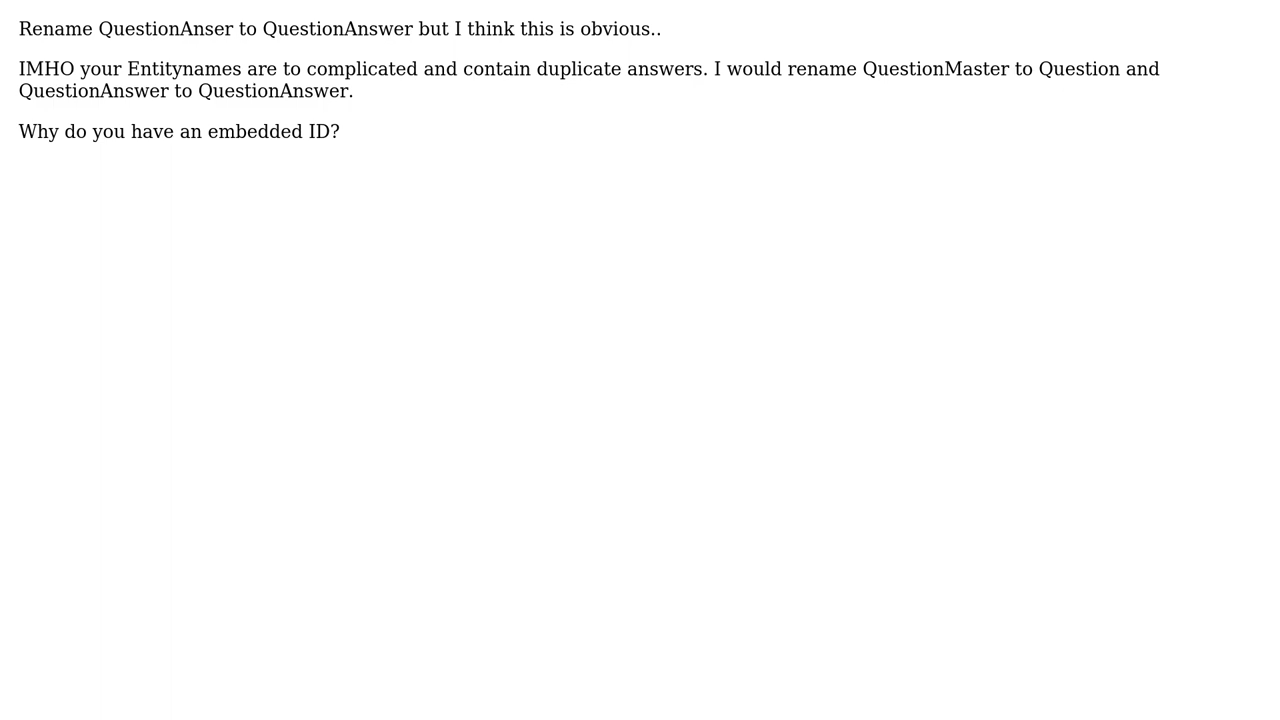 Rename QuestionAnser to QuestionAnswer but I think this is obvious..
IMHO your Entitynames are to complicated and contain duplicate answers. I would rename QuestionMaster to Question and
QuestionAnswer to QuestionAnswer.
Why do you have an embedded ID?